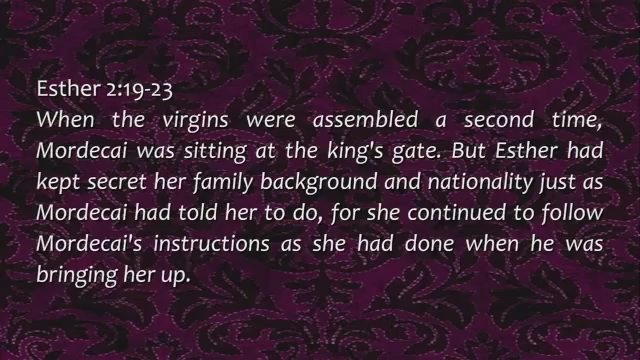 Esther 2:19-23
When the virgins were assembled a second time,
Mordecai was sitting at the king's gate. But Esther had
kept secret her family background and nationality just as
Mordecai had told her to do, for she continued to follow
Mordecai's instructions as she had done when he was
bringing her up.